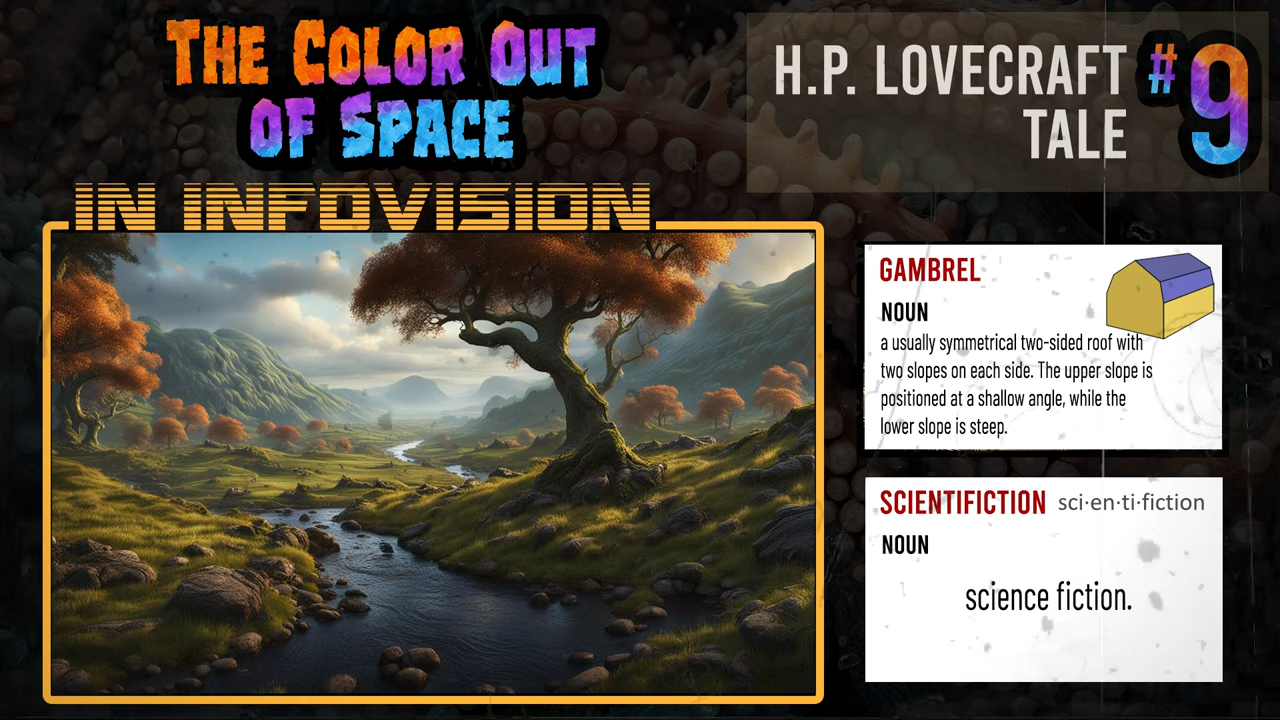 THE COLOR OUT
OF SPACE
IN INFOVISION
H.P. LOVECRAFT
TALE
#9
GAMBREL
NOUN
a usually symmetrical two-sided roof with
two slopes on each side. The upper slope is
positioned at a shallow angle, while the
lower slope is steep.
SCIENTIFICTION sci·en·ti·fiction
NOUN
science fiction.